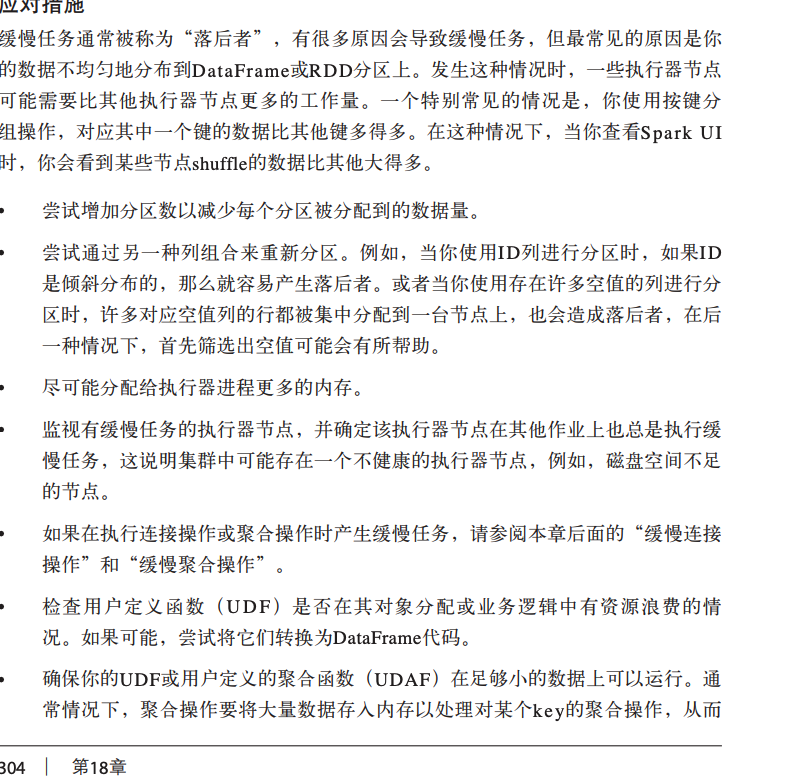 应对措施
缓慢任务通常被称为“落后者”，有很多原因会导致缓慢任务，但最常见的原因是你
的数据不均匀地分布到DataFrame或RDD分区上。发生这种情况时，一些执行器节点
可能需要比其他执行器节点更多的工作量。一个特别常见的情况是，你使用按键分
组操作，对应其中一个键的数据比其他键多得多。在这种情况下，当你查看Spark UI
时，你会看到某些节点shuffle的数据比其他大得多。
• 尝试增加分区数以减少每个分区被分配到的数据量。
• 尝试通过另一种列组合来重新分区。例如，当你使用ID列进行分区时，如果ID
是倾斜分布的，那么就容易产生落后者。或者当你使用存在许多空值的列进行分
区时，许多对应空值列的行都被集中分配到一台节点上，也会造成落后者，在后
一种情况下，首先筛选出空值可能会有所帮助。
• 尽可能分配给执行器进程更多的内存。
• 监视有缓慢任务的执行器节点，并确定该执行器节点在其他作业上也总是执行缓
慢任务，这说明集群中可能存在一个不健康的执行器节点，例如，磁盘空间不足
的节点。
• 如果在执行连接操作或聚合操作时产生缓慢任务，请参阅本章后面的“缓慢连接
操作”和“缓慢聚合操作”。
• 检查用户定义函数（UDF）是否在其对象分配或业务逻辑中有资源浪费的情
况。如果可能，尝试将它们转换为DataFrame代码。
• 确保你的UDF或用户定义的聚合函数（UDAF）在足够小的数据上可以运行。通
常情况下，聚合操作要将大量数据存入内存以处理对某个key的聚合操作，从而
304 | 第18章